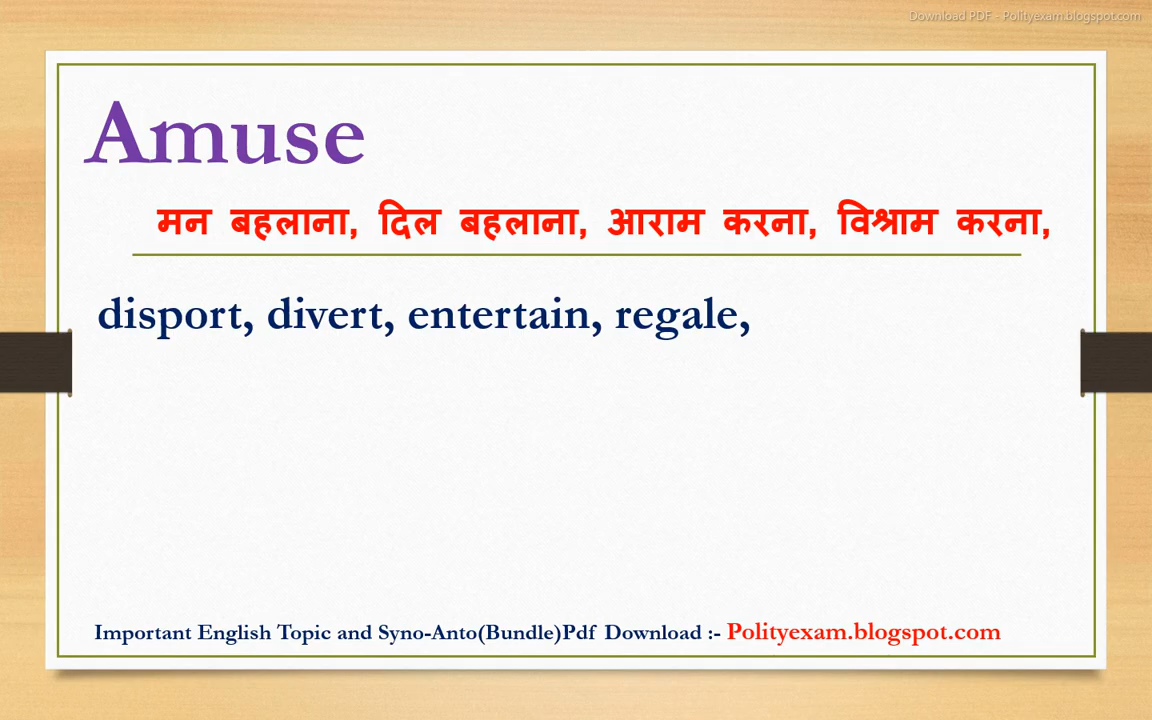 Download PDF - Polityexam.blogspot.com
Amuse
मन बहलाना, दिल बहलाना, आराम करना, विश्राम करना,
disport, divert, entertain, regale,
Important English Topic and Syno-Anto(Bundle)Pdf Download :- Polityexam.blogspot.com